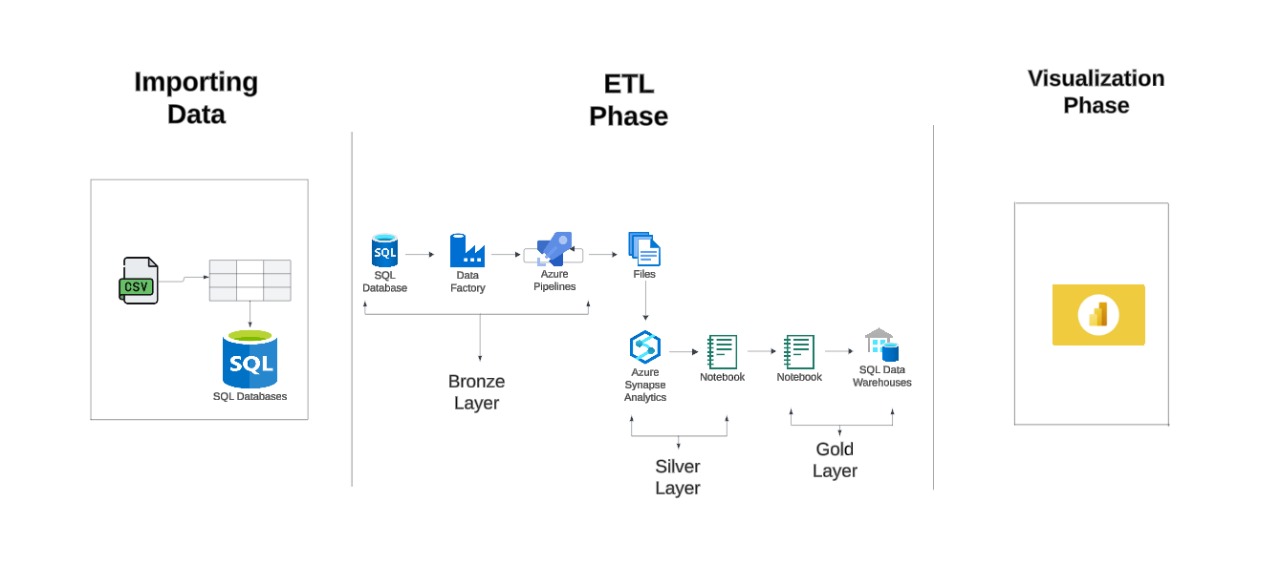 Importing
Data
ETL
Phase
Visualization
Phase
CSV
SQL
SQL Databases
SQL
SQL
Database
Data
Factory
Azure
Pipelines
Files
Bronze
Layer
Azure
Synapse
Analytics
Notebook
Notebook
SQL Data
Warehouses
Silver
Layer
Gold
Layer